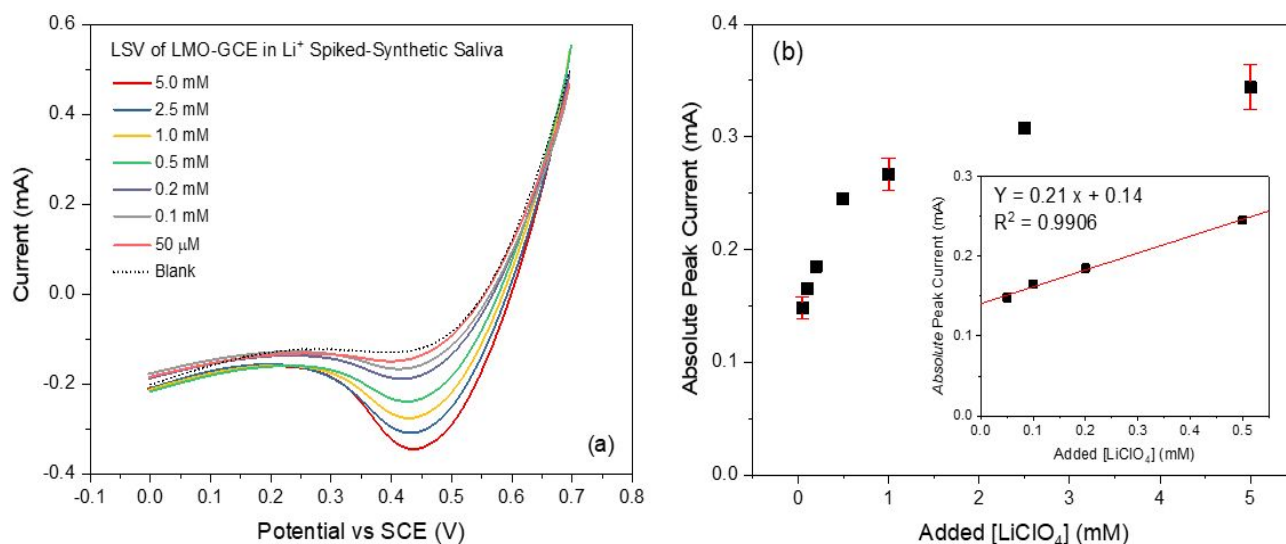 LSV of LMO-GCE in Li⁺ Spiked-Synthetic Saliva
5.0 mM
2.5 mM
1.0 mM
0.5 mM
0.2 mM
0.1 mM
50 μM
Blank
(a)
Current (mA)
0.6
0.4
0.2
0.0
-0.2
-0.4
-0.1 0.0 0.1 0.2 0.3 0.4 0.5 0.6 0.7 0.8
Potential vs SCE (V)
(b)
Absolute Peak Current (mA)
0.4
0.3
0.2
0.1
0.0
0 1 2 3 4 5
Added [LiClO₄] (mM)
Y = 0.21 x + 0.14
R² = 0.9906
Absolute Peak Current (mA)
0.3
0.2
0.1
0.0
0.0 0.1 0.2 0.3 0.4 0.5
Added [LiClO₄] (mM)